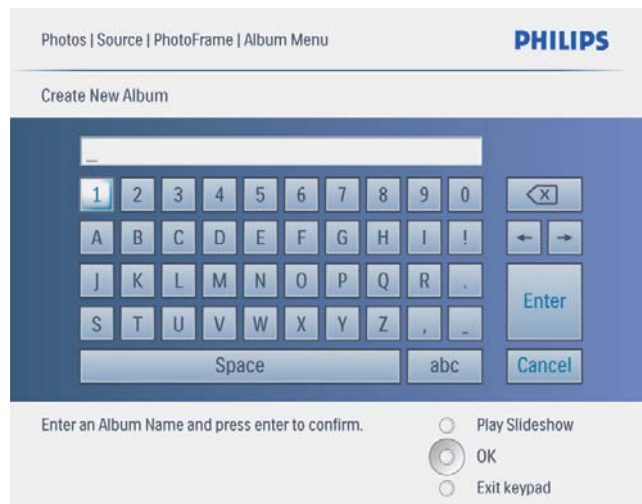 Photos | Source | PhotoFrame | Album Menu
PHILIPS
Create New Album
_
1 2 3 4 5 6 7 8 9 0
A B C D E F G H I !
J K L M N O P Q R .
S T U V W X Y Z , _
Space abc
Enter
Cancel
Enter an Album Name and press enter to confirm.
Play Slideshow
OK
Exit keypad